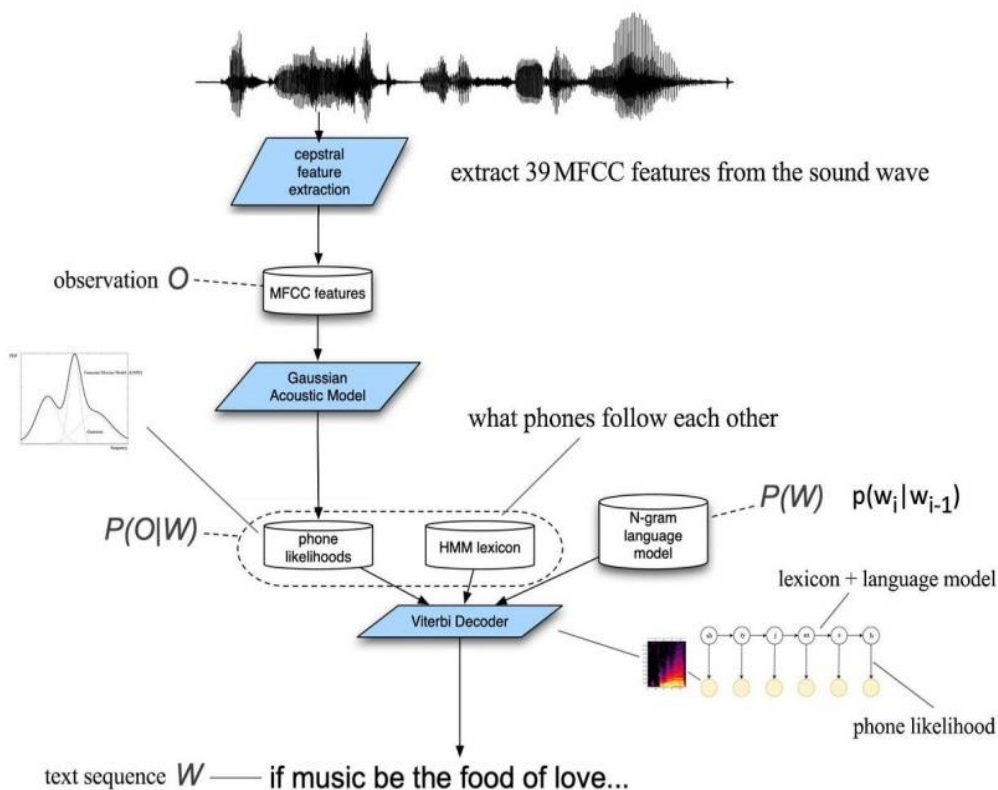 cepstral
feature
extraction
extract 39 MFCC features from the sound wave
observation O
MFCC features
Gaussian
Acoustic Model
what phones follow each other
P(O|W)
phone
likelihoods
HMM lexicon
N-gram
language
model
P(W) p(wi|wi-1)
lexicon + language model
Viterbi Decoder
phone likelihood
text sequence W
if music be the food of love...